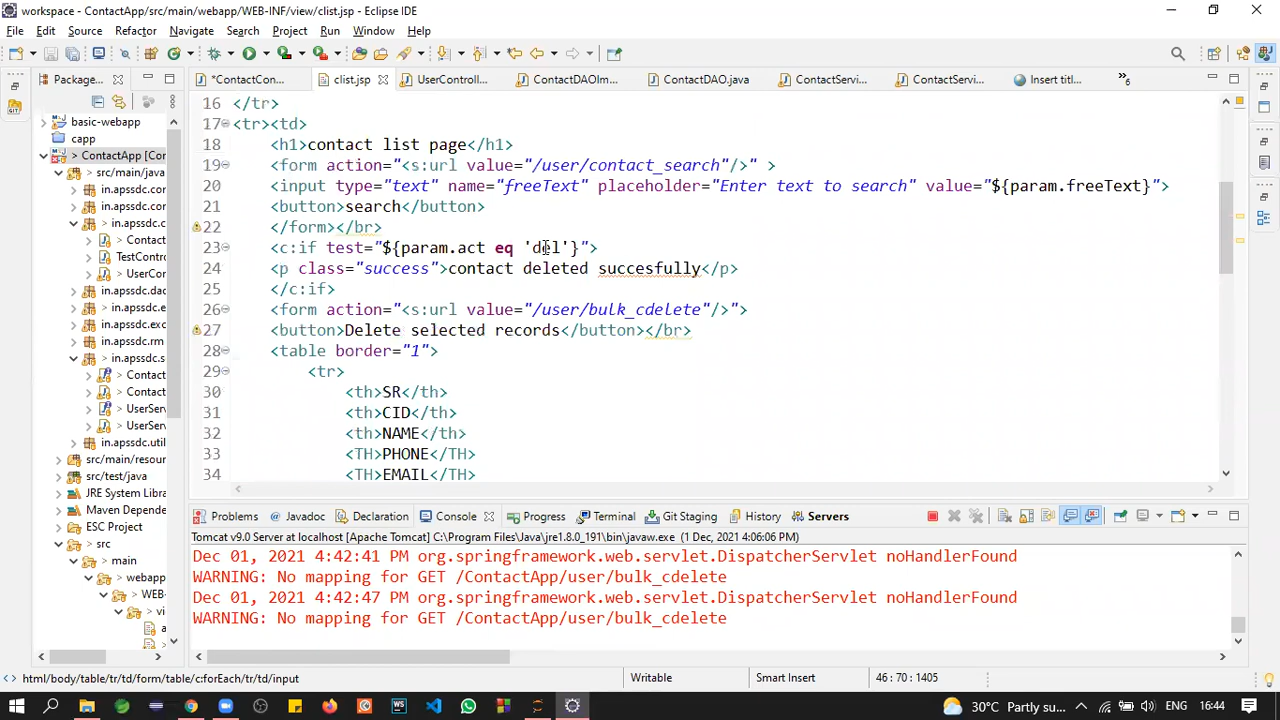 workspace - ContactApp/src/main/webapp/WEB-INF/view/clist.jsp - Eclipse IDE
File Edit Source Refactor Navigate Search Project Run Window Help
Package... *ContactCon... clist.jsp UserControll... ContactDAOIm... ContactDAO.java ContactServi... ContactServi... Insert titl... »6
basic-webapp
capp
> ContactApp [Con
src/main/java
in.apssdc.con
in.apssdc.cor
in.apssdc.c
> Contact
TestContro
> UserCon
in.apssdc.d
> in.apssdc.e
in.apssdc.exc
in.apssdc.rm
in.apssdc.s
> Contact
> Contact
> UserServ
> UserServ
in.apssdc.util
src/main/resou
src/test/java
JRE System Libra
Maven Depende
ESC Project
> src
> main
> webapp
> WEB-
> vi
a
16 </tr>
17 <tr><td>
18 <h1>contact list page</h1>
19 <form action="<s:url value="/user/contact_search"/>" >
20 <input type="text" name="freeText" placeholder="Enter text to search" value="${param.freeText}">
21 <button>search</button>
22 </form></br>
23 <c:if test="${param.act eq 'del'}">
24 <p class="success">contact deleted succesfully</p>
25 </c:if>
26 <form action="<s:url value="/user/bulk_cdelete"/>">
27 <button>Delete selected records</button></br>
28 <table border="1">
29 <tr>
30 <th>SR</th>
31 <th>CID</th>
32 <th>NAME</th>
33 <TH>PHONE</TH>
34 <TH>EMAIL</TH>
Problems Javadoc Declaration Console Progress Terminal Git Staging History Servers
Tomcat v9.0 Server at localhost [Apache Tomcat] C:\Program Files\Java\jre1.8.0_191\bin\javaw.exe (1 Dec, 2021, 4:06:06 PM)
Dec 01, 2021 4:42:41 PM org.springframework.web.servlet.DispatcherServlet noHandlerFound
WARNING: No mapping for GET /ContactApp/user/bulk_cdelete
Dec 01, 2021 4:42:47 PM org.springframework.web.servlet.DispatcherServlet noHandlerFound
WARNING: No mapping for GET /ContactApp/user/bulk_cdelete
html/body/table/tr/td/form/table/c:forEach/tr/td/input Writable Smart Insert 46 : 70 : 1405
30°C Partly su... ENG 16:44